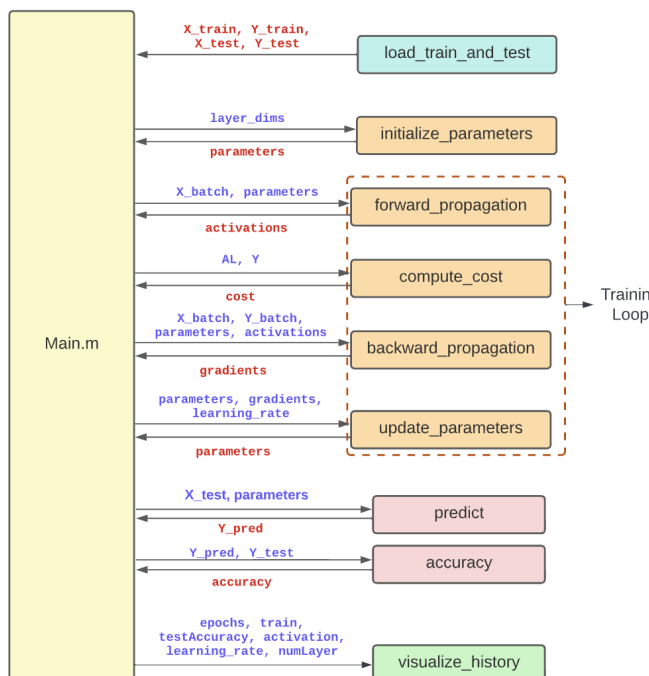 X_train, Y_train,
X_test, Y_test
load_train_and_test
layer_dims
initialize_parameters
parameters
X_batch, parameters
forward_propagation
activations
AL, Y
compute_cost
cost
Trainin
Loop
X_batch, Y_batch,
parameters, activations
Main.m
backward_propagation
gradients
parameters, gradients,
learning_rate
update_parameters
parameters
X_test, parameters
predict
Y_pred
Y_pred, Y_test
accuracy
accuracy
epochs, train,
testAccuracy, activation,
learning_rate, numLayer
visualize_history